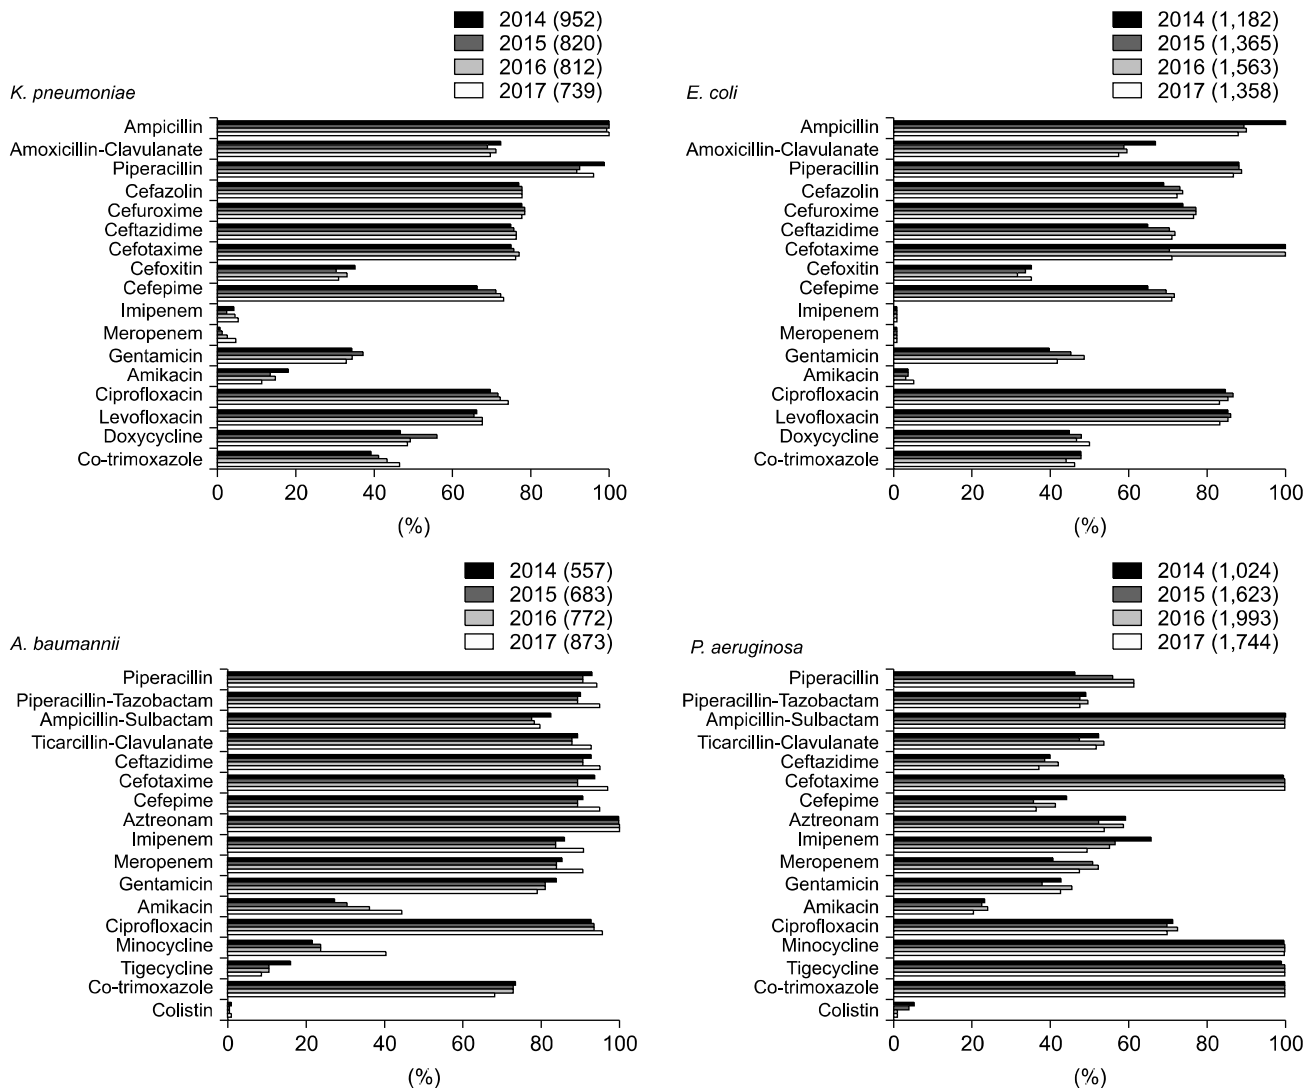 2014 (952)
2015 (820)
2016 (812)
2017 (739)
K. pneumoniae
Ampicillin
Amoxicillin-Clavulanate
Piperacillin
Cefazolin
Cefuroxime
Ceftazidime
Cefotaxime
Cefoxitin
Cefepime
Imipenem
Meropenem
Gentamicin
Amikacin
Ciprofloxacin
Levofloxacin
Doxycycline
Co-trimoxazole
0 20 40 60 80 100
(%)
2014 (1,182)
2015 (1,365)
2016 (1,563)
2017 (1,358)
E. coli
Ampicillin
Amoxicillin-Clavulanate
Piperacillin
Cefazolin
Cefuroxime
Ceftazidime
Cefotaxime
Cefoxitin
Cefepime
Imipenem
Meropenem
Gentamicin
Amikacin
Ciprofloxacin
Levofloxacin
Doxycycline
Co-trimoxazole
0 20 40 60 80 100
(%)
2014 (557)
2015 (683)
2016 (772)
2017 (873)
A. baumannii
Piperacillin
Piperacillin-Tazobactam
Ampicillin-Sulbactam
Ticarcillin-Clavulanate
Ceftazidime
Cefotaxime
Cefepime
Aztreonam
Imipenem
Meropenem
Gentamicin
Amikacin
Ciprofloxacin
Minocycline
Tigecycline
Co-trimoxazole
Colistin
0 20 40 60 80 100
(%)
2014 (1,024)
2015 (1,623)
2016 (1,993)
2017 (1,744)
P. aeruginosa
Piperacillin
Piperacillin-Tazobactam
Ampicillin-Sulbactam
Ticarcillin-Clavulanate
Ceftazidime
Cefotaxime
Cefepime
Aztreonam
Imipenem
Meropenem
Gentamicin
Amikacin
Ciprofloxacin
Minocycline
Tigecycline
Co-trimoxazole
Colistin
0 20 40 60 80 100
(%)